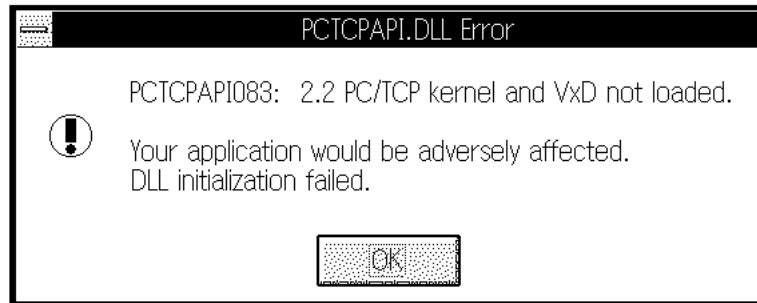 PCTCPAPI.DLL Error
PCTCPAPI083: 2.2 PC/TCP kernel and VxD not loaded.
Your application would be adversely affected.
DLL initialization failed.
OK